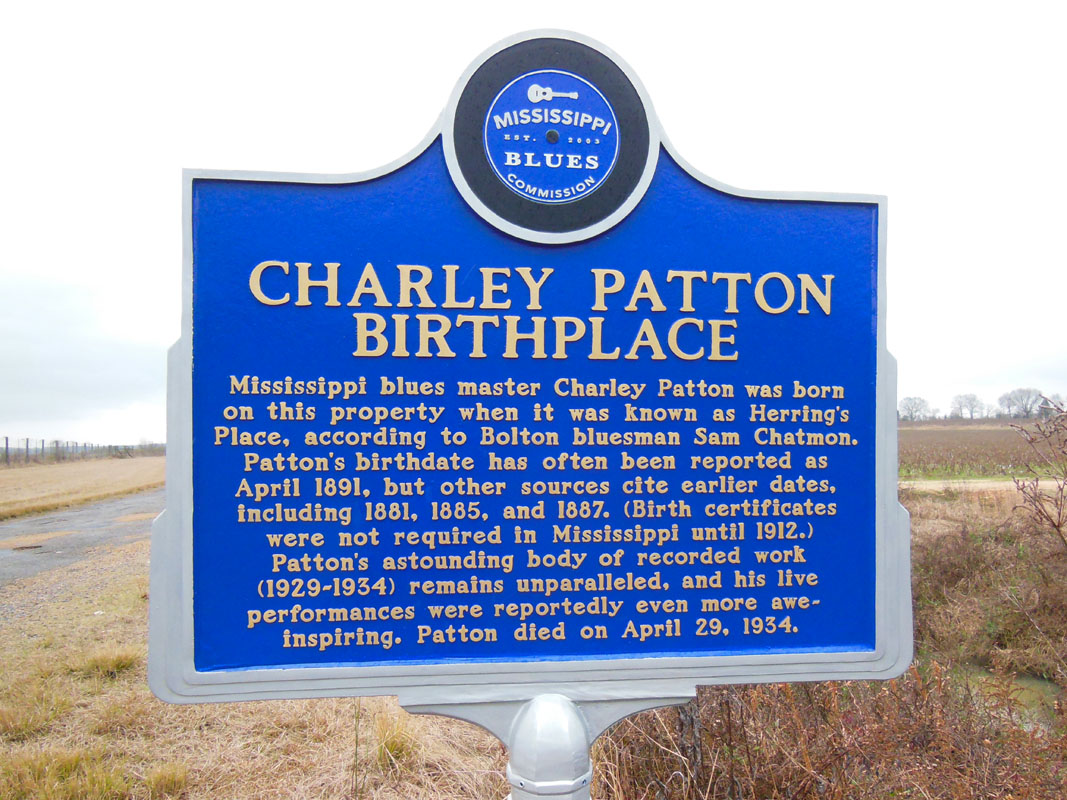 MISSISSIPPI
EST. 2003
BLUES
COMMISSION
CHARLEY PATTON
BIRTHPLACE
Mississippi blues master Charley Patton was born
on this property when it was known as Herring's
Place, according to Bolton bluesman Sam Chatmon.
Patton's birthdate has often been reported as
April 1891, but other sources cite earlier dates,
including 1881, 1885, and 1887. (Birth certificates
were not required in Mississippi until 1912.)
Patton's astounding body of recorded work
(1929-1934) remains unparalleled, and his live
performances were reportedly even more awe-
inspiring. Patton died on April 29, 1934.